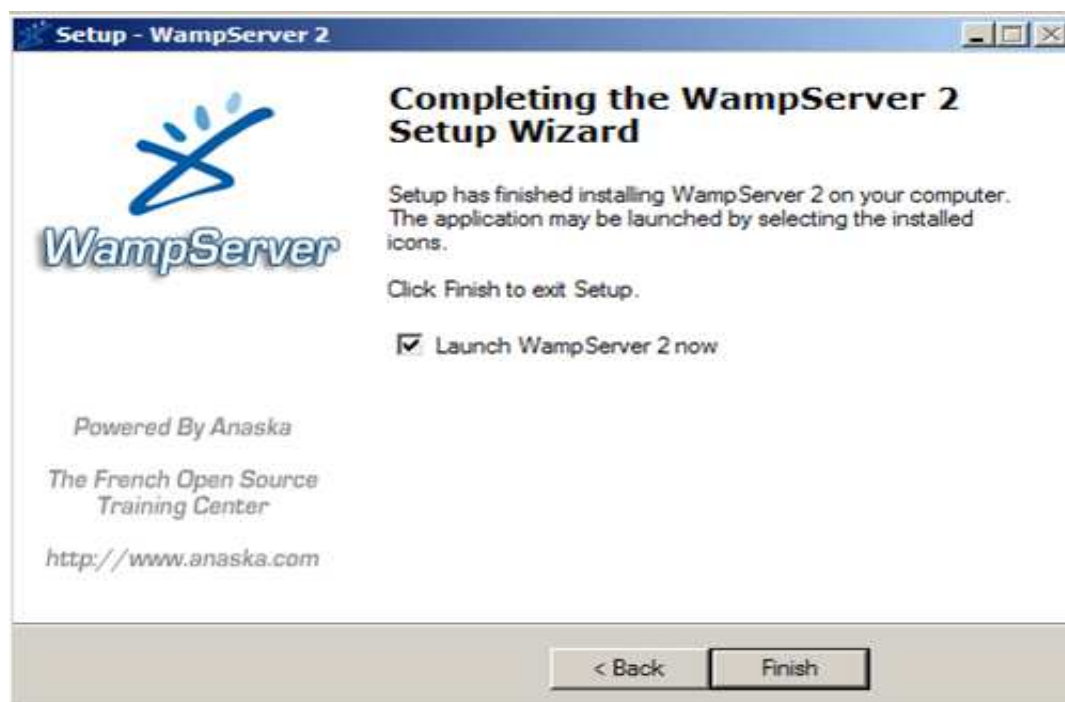 Setup - WampServer 2
Completing the WampServer 2
Setup Wizard
Setup has finished installing WampServer 2 on your computer.
The application may be launched by selecting the installed
icons.
Click Finish to exit Setup.
Launch WampServer 2 now
WampServer
Powered By Anaska
The French Open Source
Training Center
http://www.anaska.com
< Back
Finish